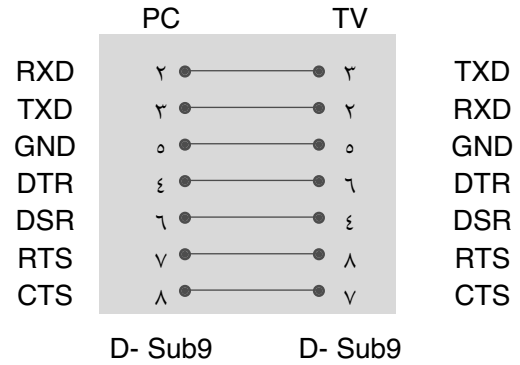 PC TV
RXD ٢ ٣ TXD
TXD ٣ ٢ RXD
GND ٥ ٥ GND
DTR ٤ ٦ DTR
DSR ٦ ٤ DSR
RTS ٧ ٨ RTS
CTS ٨ ٧ CTS
D- Sub9 D- Sub9